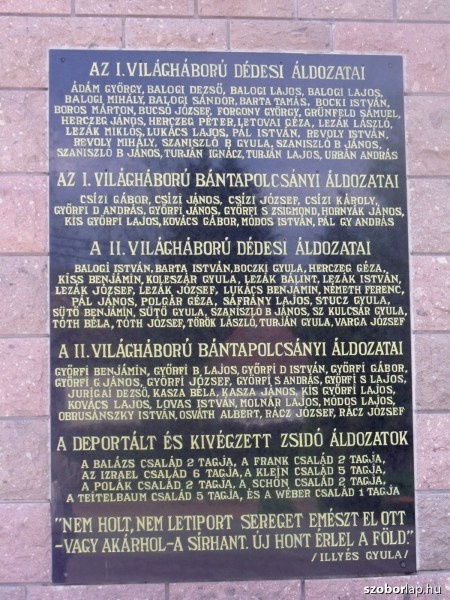 AZ I. VILÁGHÁBORÚ DÉDESI ÁLDOZATAI
ÁDÁM GYÖRGY, BALOGI DEZSŐ, BALOGI LAJOS, BALOGI LAJOS,
BALOGI MIHÁLY, BALOGI SÁNDOR, BARTA TAMÁS, BOCKI ISTVÁN,
BOROS MÁRTON, BUCSÓ JÓZSEF, FORGONY GYÖRGY, GRÜNFELD SÁMUEL,
HERCZEG JÁNOS, HERCZEG PÉTER, LETOVAI GÉZA, LEZÁK LÁSZLÓ,
LEZÁK MIKLÓS, LUKÁCS LAJOS, PÁL ISTVÁN, REVOLY ISTVÁN,
REVOLY MIHÁLY, SZANISZLÓ B GYULA, SZANISZLÓ B JÁNOS,
SZANISZLÓ B JÁNOS, TURJÁN IGNÁCZ, TURJÁN LAJOS, URBÁN ANDRÁS
AZ I. VILÁGHÁBORÚ BÁNTAPOLCSÁNYI ÁLDOZATAI
CSÍZI GÁBOR, CSÍZI JÁNOS, CSÍZI JÓZSEF, CSÍZI KÁROLY,
GYÖRFI D ANDRÁS, GYÖRFI JÁNOS, GYÖRFI S ZSIGMOND, HORNYÁK JÁNOS,
KIS GYÖRFI LAJOS, KOVÁCS GÁBOR, MÓDOS ISTVÁN, PÁL GY ANDRÁS
A II. VILÁGHÁBORÚ DÉDESI ÁLDOZATAI
BALOGI ISTVÁN, BARTA ISTVÁN, BOCZKI GYULA, HERCZEG GÉZA,
KISS BENJÁMIN, KOLESZÁR GYULA, LEZÁK BÁLINT, LEZÁK ISTVÁN,
LEZÁK JÓZSEF, LEZÁK JÓZSEF, LUKÁCS BENJÁMIN, NÉMETH FERENC,
PÁL JÁNOS, POLGÁR GÉZA, SÁFRÁNY LAJOS, STUCZ GYULA,
SÜTŐ BENJÁMIN, SÜTŐ GYULA, SZANISZLÓ B JÁNOS, SZ KULCSÁR GYULA,
TÓTH BÉLA, TÓTH JÓZSEF, TÖRÖK LÁSZLÓ, TURJÁN GYULA, VARGA JÓZSEF
A II. VILÁGHÁBORÚ BÁNTAPOLCSÁNYI ÁLDOZATAI
GYÖRFI BENJÁMIN, GYÖRFI B LAJOS, GYÖRFI D ISTVÁN, GYÖRFI GÁBOR,
GYÖRFI G JÁNOS, GYÖRFI JÓZSEF, GYÖRFI S ANDRÁS, GYÖRFI S LAJOS,
JURIGAI DEZSŐ, KASZA BÉLA, KASZA JÁNOS, KIS GYÖRFI LAJOS,
KOVÁCS LAJOS, LOVAS ISTVÁN, MOLNÁR LAJOS, MÓDOS LAJOS,
OBRUSÁNSZKY ISTVÁN, OSVÁTH ALBERT, RÁCZ JÓZSEF, RÁCZ JÓZSEF
A DEPORTÁLT ÉS KIVÉGZETT ZSIDÓ ÁLDOZATOK
A BALÁZS CSALÁD 2 TAGJA, A FRANK CSALÁD 2 TAGJA,
AZ IZRAEL CSALÁD 6 TAGJA, A KLEIN CSALÁD 5 TAGJA,
A POLÁK CSALÁD 2 TAGJA, A SCHÖN CSALÁD 2 TAGJA,
A TEITELBAUM CSALÁD 5 TAGJA, ÉS A WÉBER CSALÁD 1 TAGJA
"NEM HOLT, NEM LETIPORT SEREGET EMÉSZT EL OTT
-VAGY AKÁRHOL-A SÍRHANT. ÚJ HONT ÉRLEL A FÖLD."
/ILLYÉS GYULA/
szoborlap.hu